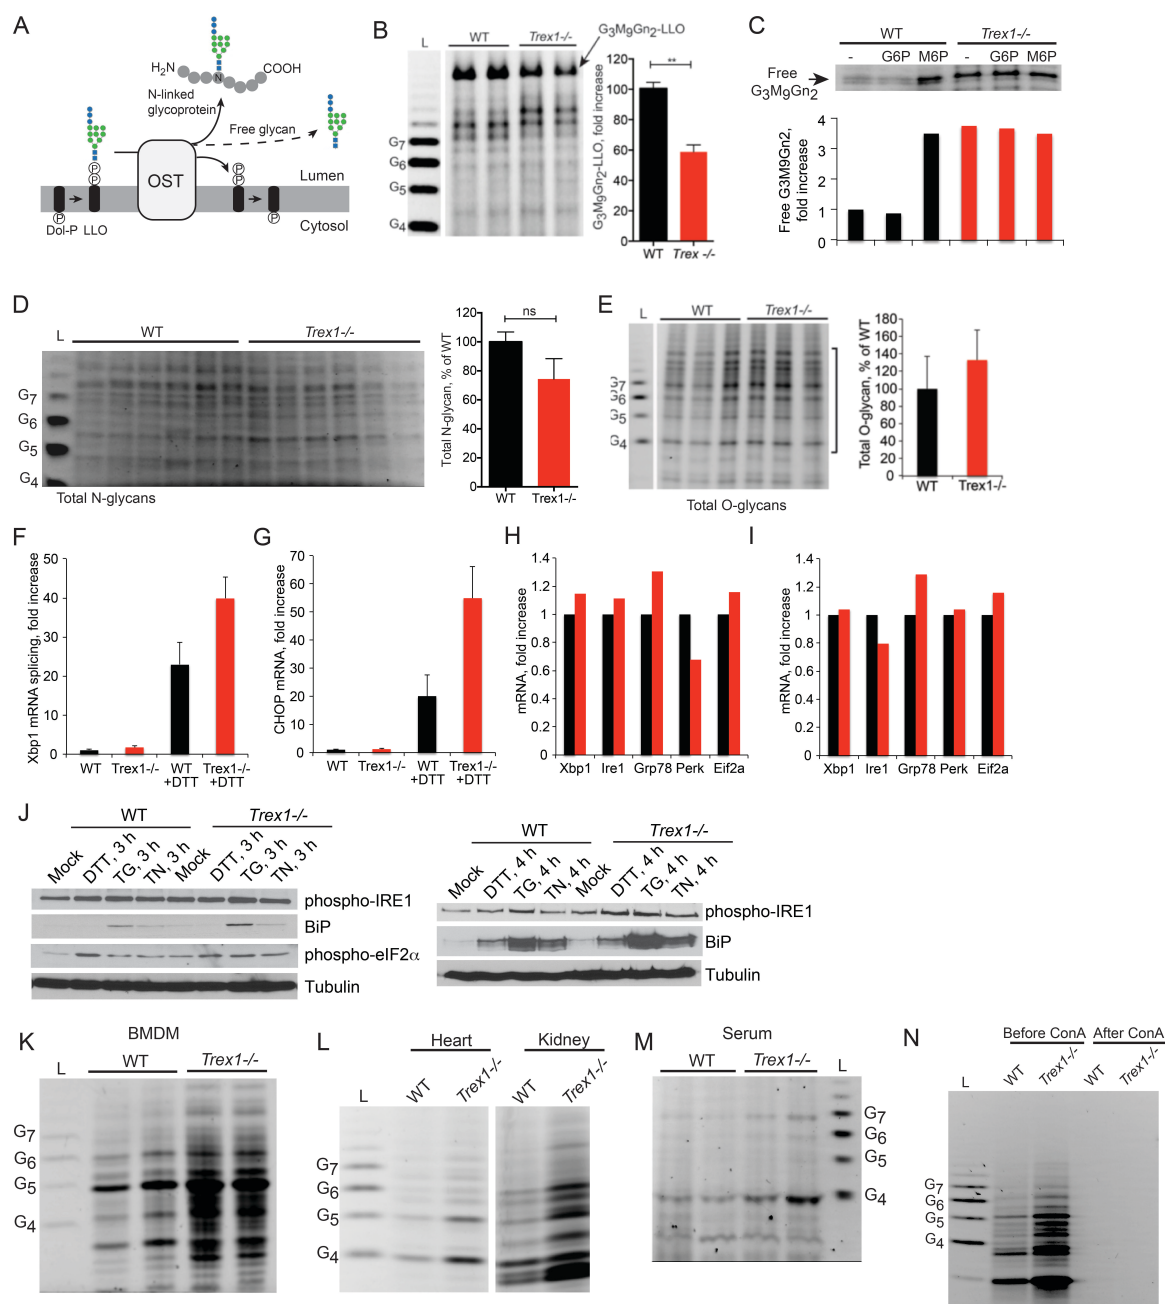 A
H2N
COOH
N
N-linked
glycoprotein
Free glycan
P
P
P
P
OST
Lumen
P
P
Cytosol
Dol-P LLO
B
L
WT
Trex1-/-
G3M9Gn2-LLO
G7
G6
G5
G4
G3M9Gn2-LLO, fold increase
120
100
80
60
40
20
0
**
WT
Trex -/-
C
WT
Trex1-/-
- G6P M6P - G6P M6P
Free
G3M9Gn2
Free G3M9Gn2,
fold increase
4
3
2
1
0
D
L
WT
Trex1-/-
G7
G6
G5
G4
Total N-glycans
Total N-glycan, % of WT
120
100
80
60
40
20
0
ns
WT Trex1-/-
E
L
WT
Trex1-/-
G7
G6
G5
G4
Total O-glycans
Total O-glycan, % of WT
180
160
140
120
100
80
60
40
20
0
WT Trex1-/-
F
Xbp1 mRNA splicing, fold increase
50
40
30
20
10
0
WT Trex1-/- WT +DTT Trex1-/- +DTT
G
CHOP mRNA, fold increase
70
60
50
40
30
20
10
0
WT Trex1-/- WT +DTT Trex1-/- +DTT
H
mRNA, fold increase
1.4
1.2
1
0.8
0.6
0.4
0.2
0
Xbp1 Ire1 Grp78 Perk Eif2a
I
mRNA, fold increase
1.4
1.2
1
0.8
0.6
0.4
0.2
0
Xbp1 Ire1 Grp78 Perk Eif2a
J
WT
Trex1-/-
Mock
DTT, 3 h
TG, 3 h
TN, 3 h
Mock
DTT, 3 h
TG, 3 h
TN, 3 h
phospho-IRE1
BiP
phospho-eIF2α
Tubulin
WT
Trex1-/-
Mock
DTT, 4 h
TG, 4 h
TN, 4 h
Mock
DTT, 4 h
TG, 4 h
TN, 4 h
phospho-IRE1
BiP
Tubulin
K
BMDM
L
WT
Trex1-/-
G7
G6
G5
G4
L
Heart
Kidney
L
WT
Trex1-/-
WT
Trex1-/-
G7
G6
G5
G4
M
Serum
WT
Trex1-/-
L
G7
G6
G5
G4
N
Before ConA After ConA
L
WT
Trex1-/-
WT
Trex1-/-
G7
G6
G5
G4